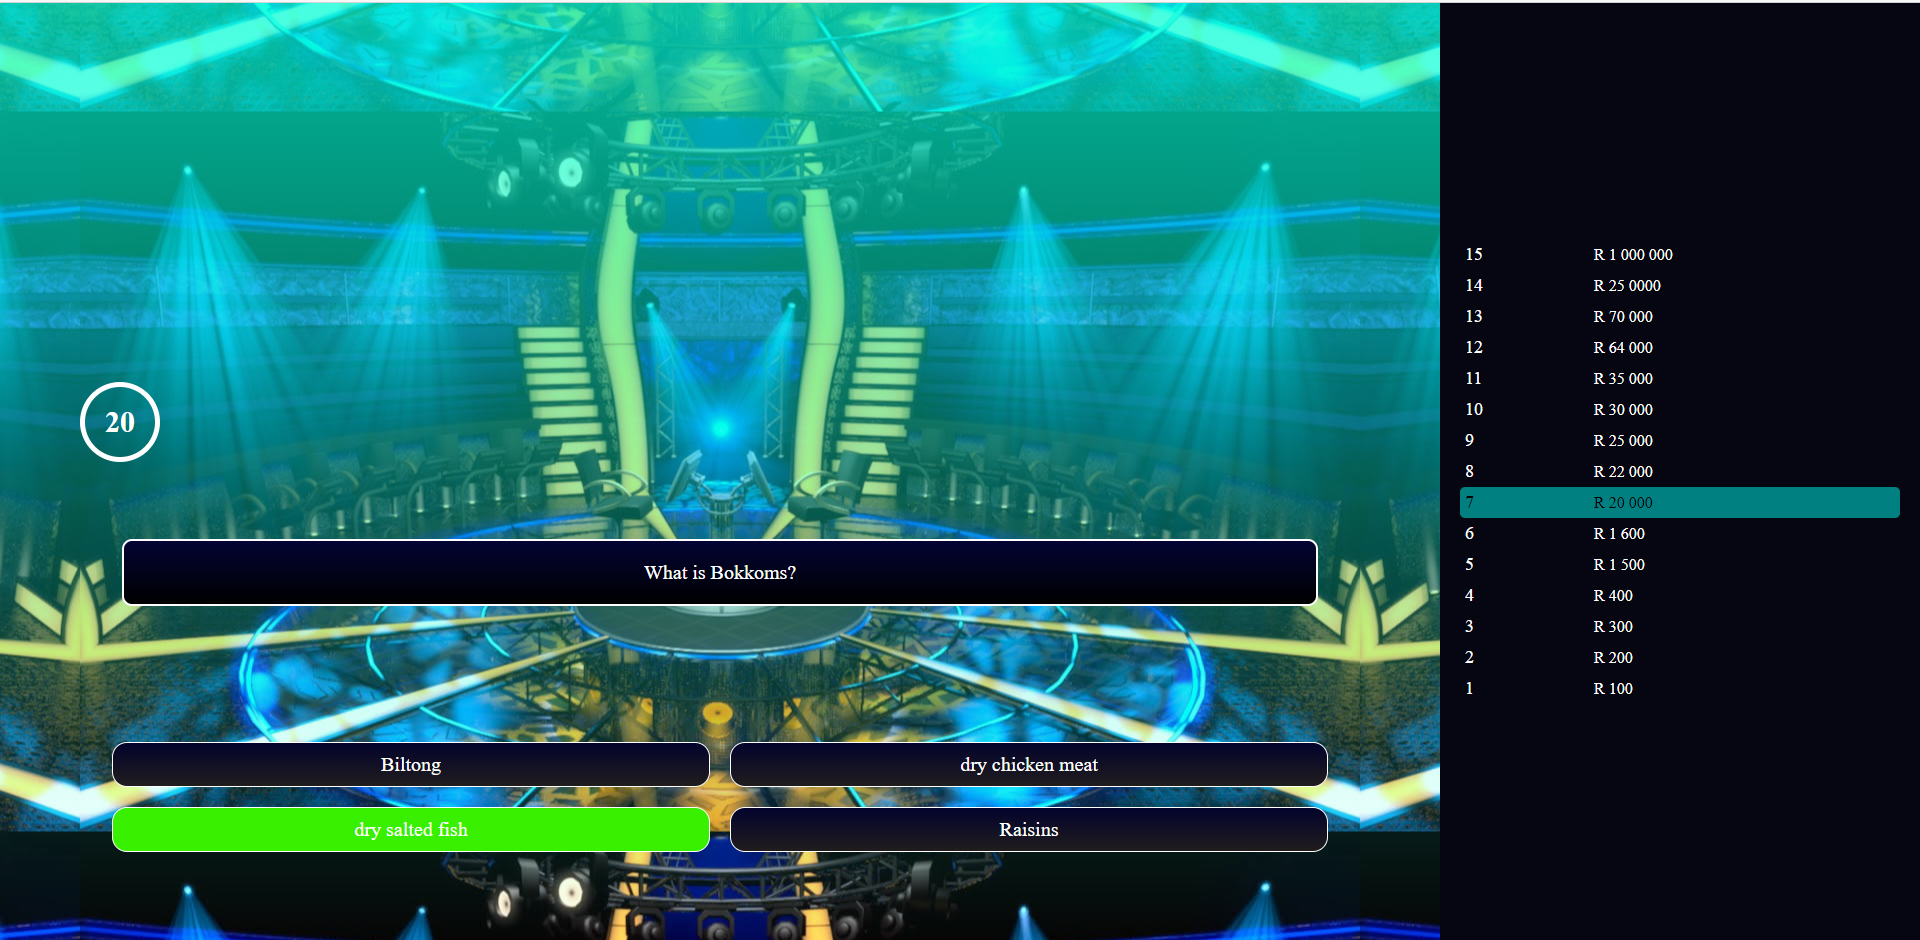 20
What is Bokkoms?
Biltong
dry chicken meat
dry salted fish
Raisins
15 R 1 000 000
14 R 25 0000
13 R 70 000
12 R 64 000
11 R 35 000
10 R 30 000
9 R 25 000
8 R 22 000
7 R 20 000
6 R 1 600
5 R 1 500
4 R 400
3 R 300
2 R 200
1 R 100